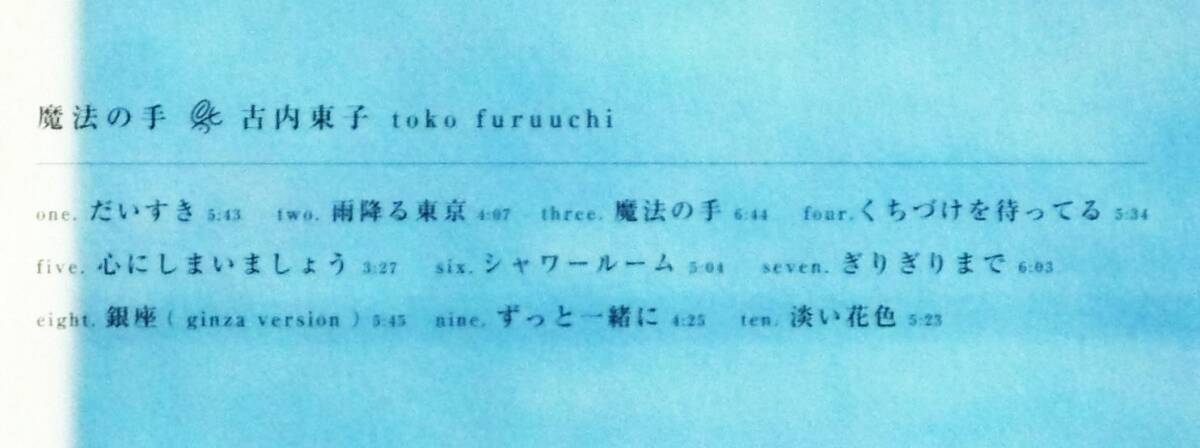 魔法の手 古内東子 toko furuuchi
one. だいすき 5:43 two. 雨降る東京 4:07 three. 魔法の手 6:44 four. くちづけを待ってる 5:34
five. 心にしまいましょう 3:27 six. シャワールーム 5:04 seven. ぎりぎりまで 6:03
eight. 銀座 ( ginza version ) 5:45 nine. ずっと一緒に 4:25 ten. 淡い花色 5:23